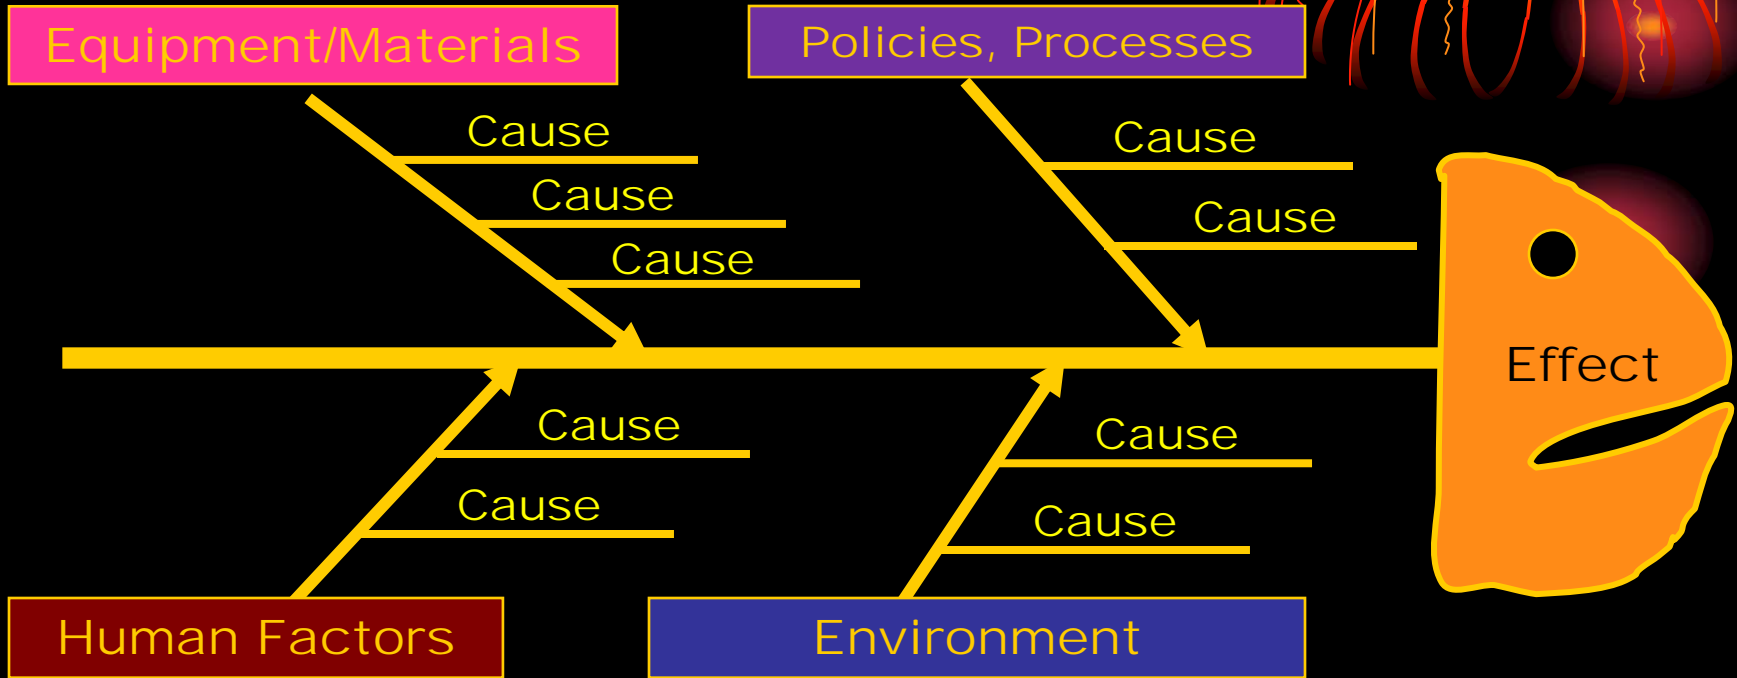 Equipment/Materials
Policies, Processes
Cause
Cause
Cause
Cause
Cause
Effect
Cause
Cause
Cause
Cause
Human Factors
Environment